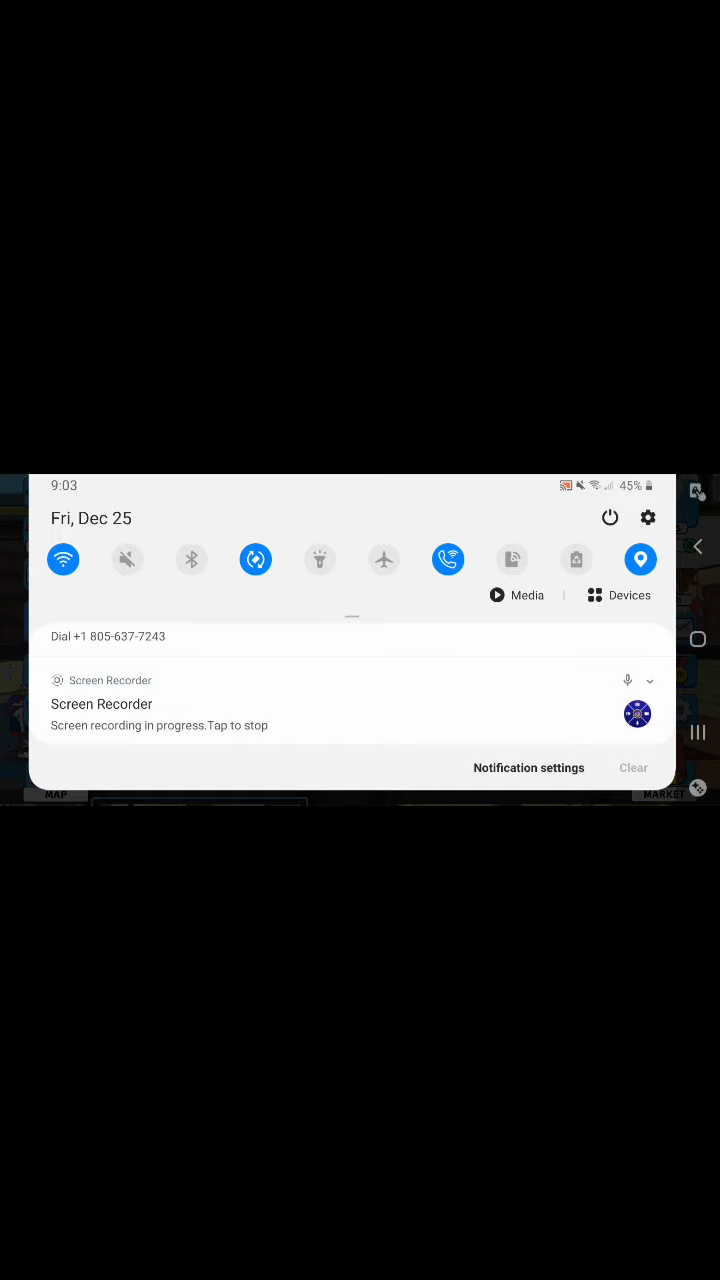 9:03
45%
Fri, Dec 25
Media
Devices
Dial +1 805-637-7243
Screen Recorder
Screen Recorder
Screen recording in progress.Tap to stop
Notification settings
Clear
MAP
MARKET